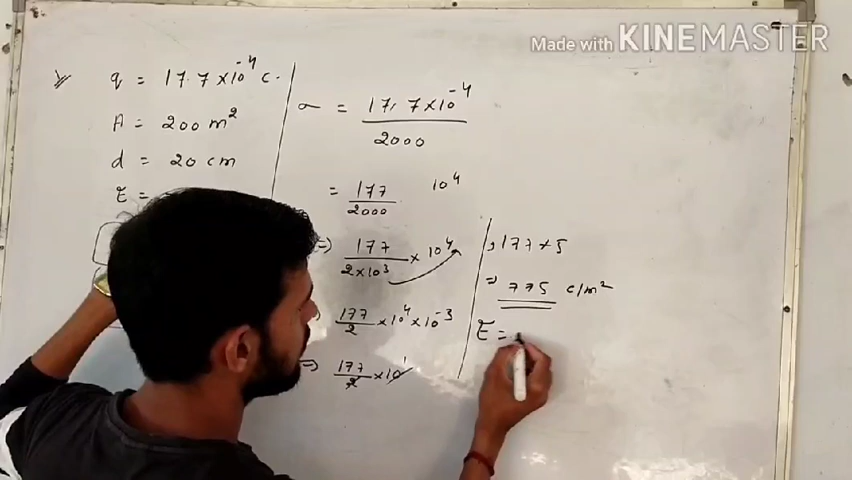 Made with KINEMASTER
q = 17.7×10⁻⁴ c.
A = 200 m²
d = 20 cm
E =
σ = 17.7×10⁻⁴ / 2000
= 177 / 2000 10⁴
=) 177 / 2×10³ × 10⁴
177 / 2 × 10⁴ × 10⁻³
=> 177 / 2 × 10¹
177 × 5
=> 775 c/m²
E =